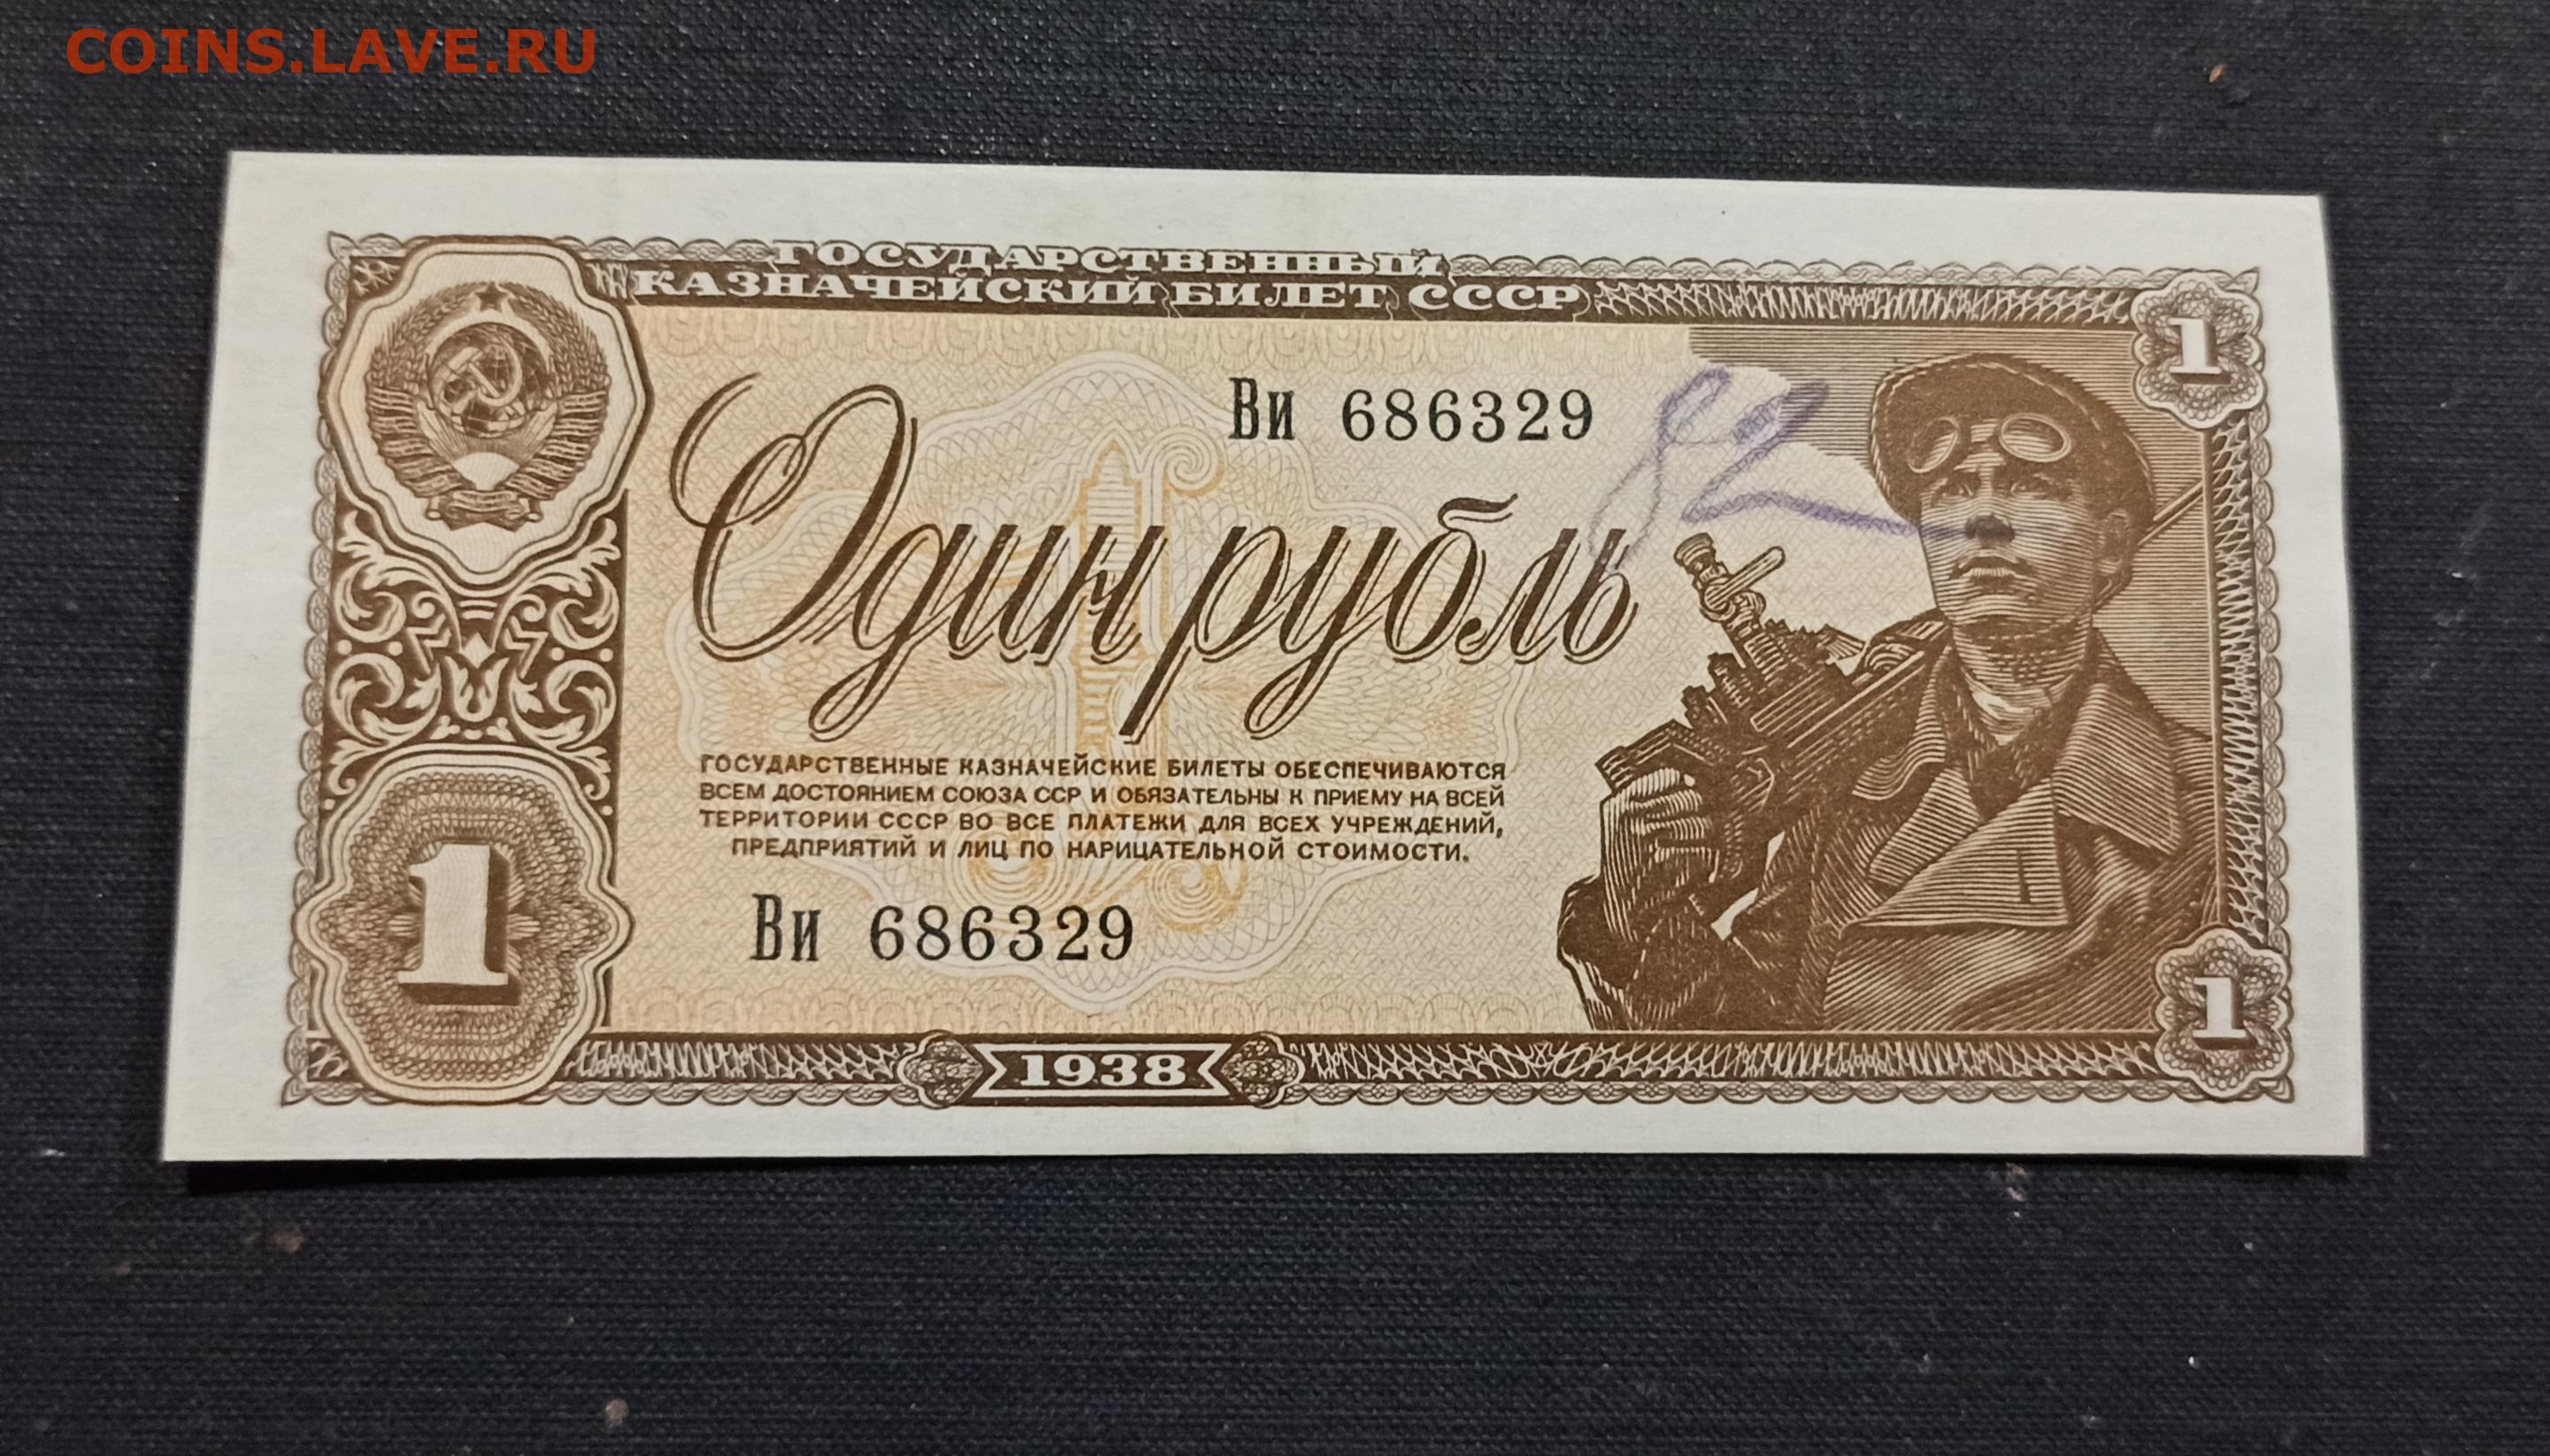 COINS.LAVE.RU
ГОСУДАРСТВЕННЫЙ
КАЗНАЧЕЙСКИЙ БИЛЕТ СССР
1
Ви 686329
82
Один рубль
ГОСУДАРСТВЕННЫЕ КАЗНАЧЕЙСКИЕ БИЛЕТЫ ОБЕСПЕЧИВАЮТСЯ
ВСЕМ ДОСТОЯНИЕМ СОЮЗА ССР И ОБЯЗАТЕЛЬНЫ К ПРИЕМУ НА ВСЕЙ
ТЕРРИТОРИИ СССР ВО ВСЕ ПЛАТЕЖИ ДЛЯ ВСЕХ УЧРЕЖДЕНИЙ,
ПРЕДПРИЯТИЙ И ЛИЦ ПО НАРИЦАТЕЛЬНОЙ СТОИМОСТИ.
1
Ви 686329
1
1938